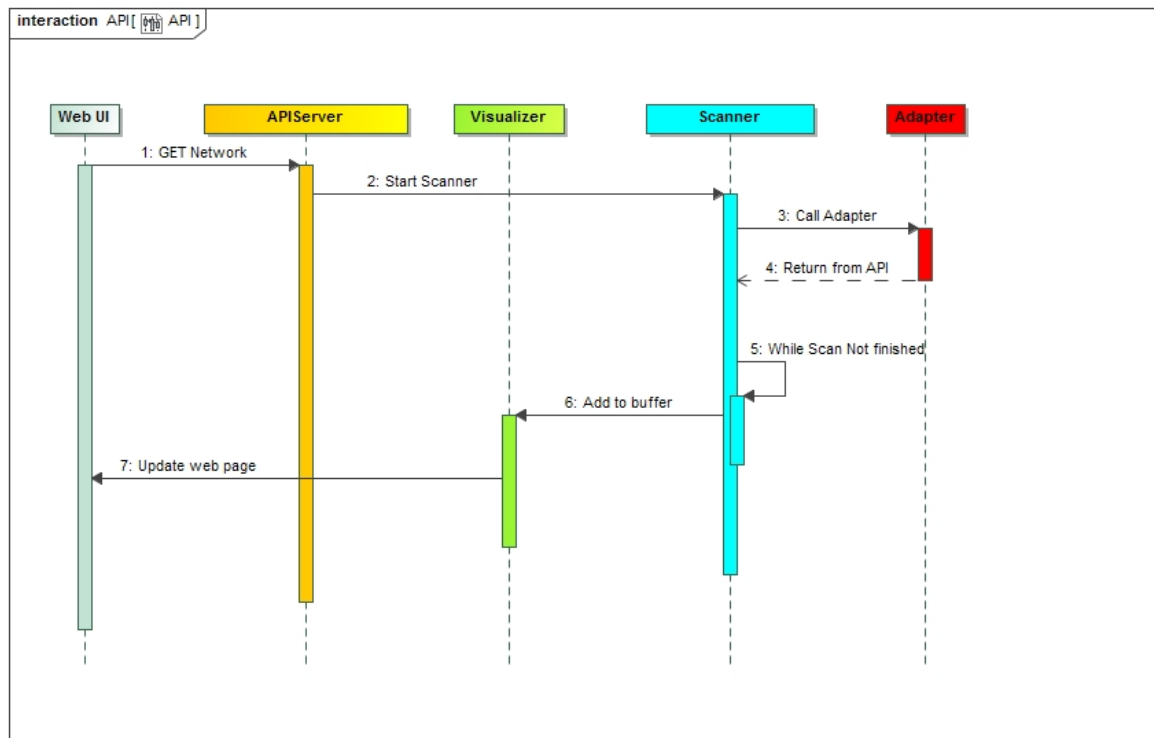 interaction API[ API ]
Web UI
APIServer
Visualizer
Scanner
Adapter
1: GET Network
2: Start Scanner
3: Call Adapter
4: Return from API
5: While Scan Not finished
6: Add to buffer
7: Update web page